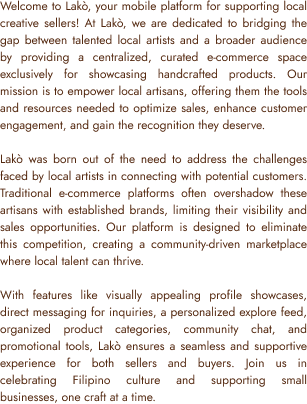 Welcome to Lakò, your mobile platform for supporting local
creative sellers! At Lakò, we are dedicated to bridging the
gap between talented local artists and a broader audience
by providing a centralized, curated e-commerce space
exclusively for showcasing handcrafted products. Our
mission is to empower local artisans, offering them the tools
and resources needed to optimize sales, enhance customer
engagement, and gain the recognition they deserve.

Lakò was born out of the need to address the challenges
faced by local artists in connecting with potential customers.
Traditional e-commerce platforms often overshadow these
artisans with established brands, limiting their visibility and
sales opportunities. Our platform is designed to eliminate
this competition, creating a community-driven marketplace
where local talent can thrive.

With features like visually appealing profile showcases,
direct messaging for inquiries, a personalized explore feed,
organized product categories, community chat, and
promotional tools, Lakò ensures a seamless and supportive
experience for both sellers and buyers. Join us in
celebrating Filipino culture and supporting small
businesses, one craft at a time.